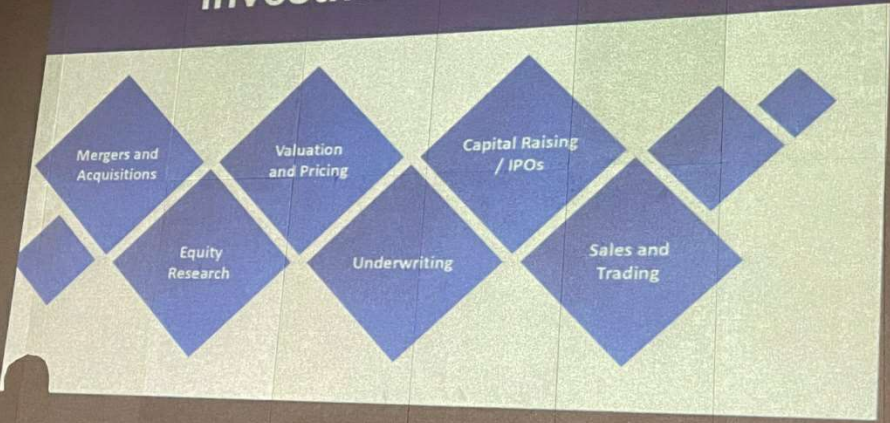 Mergers and
Acquisitions
Equity
Research
Valuation
and Pricing
Underwriting
Capital Raising
/ IPOs
Sales and
Trading